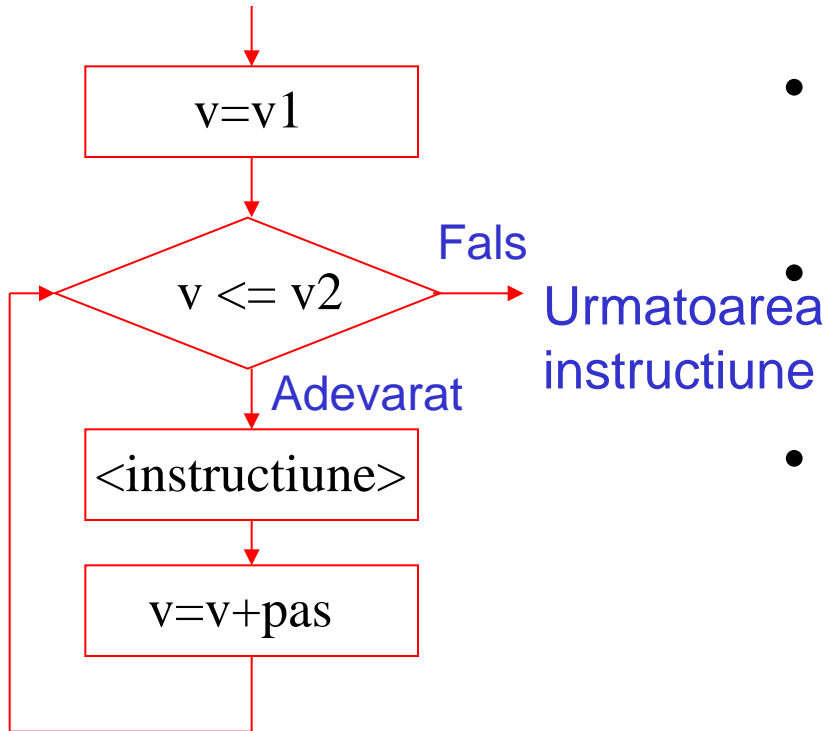 v=v1
•
Fals
v <= v2
•
Urmatoarea
instructiune
Adevarat
•
<instructiune>
v=v+pas